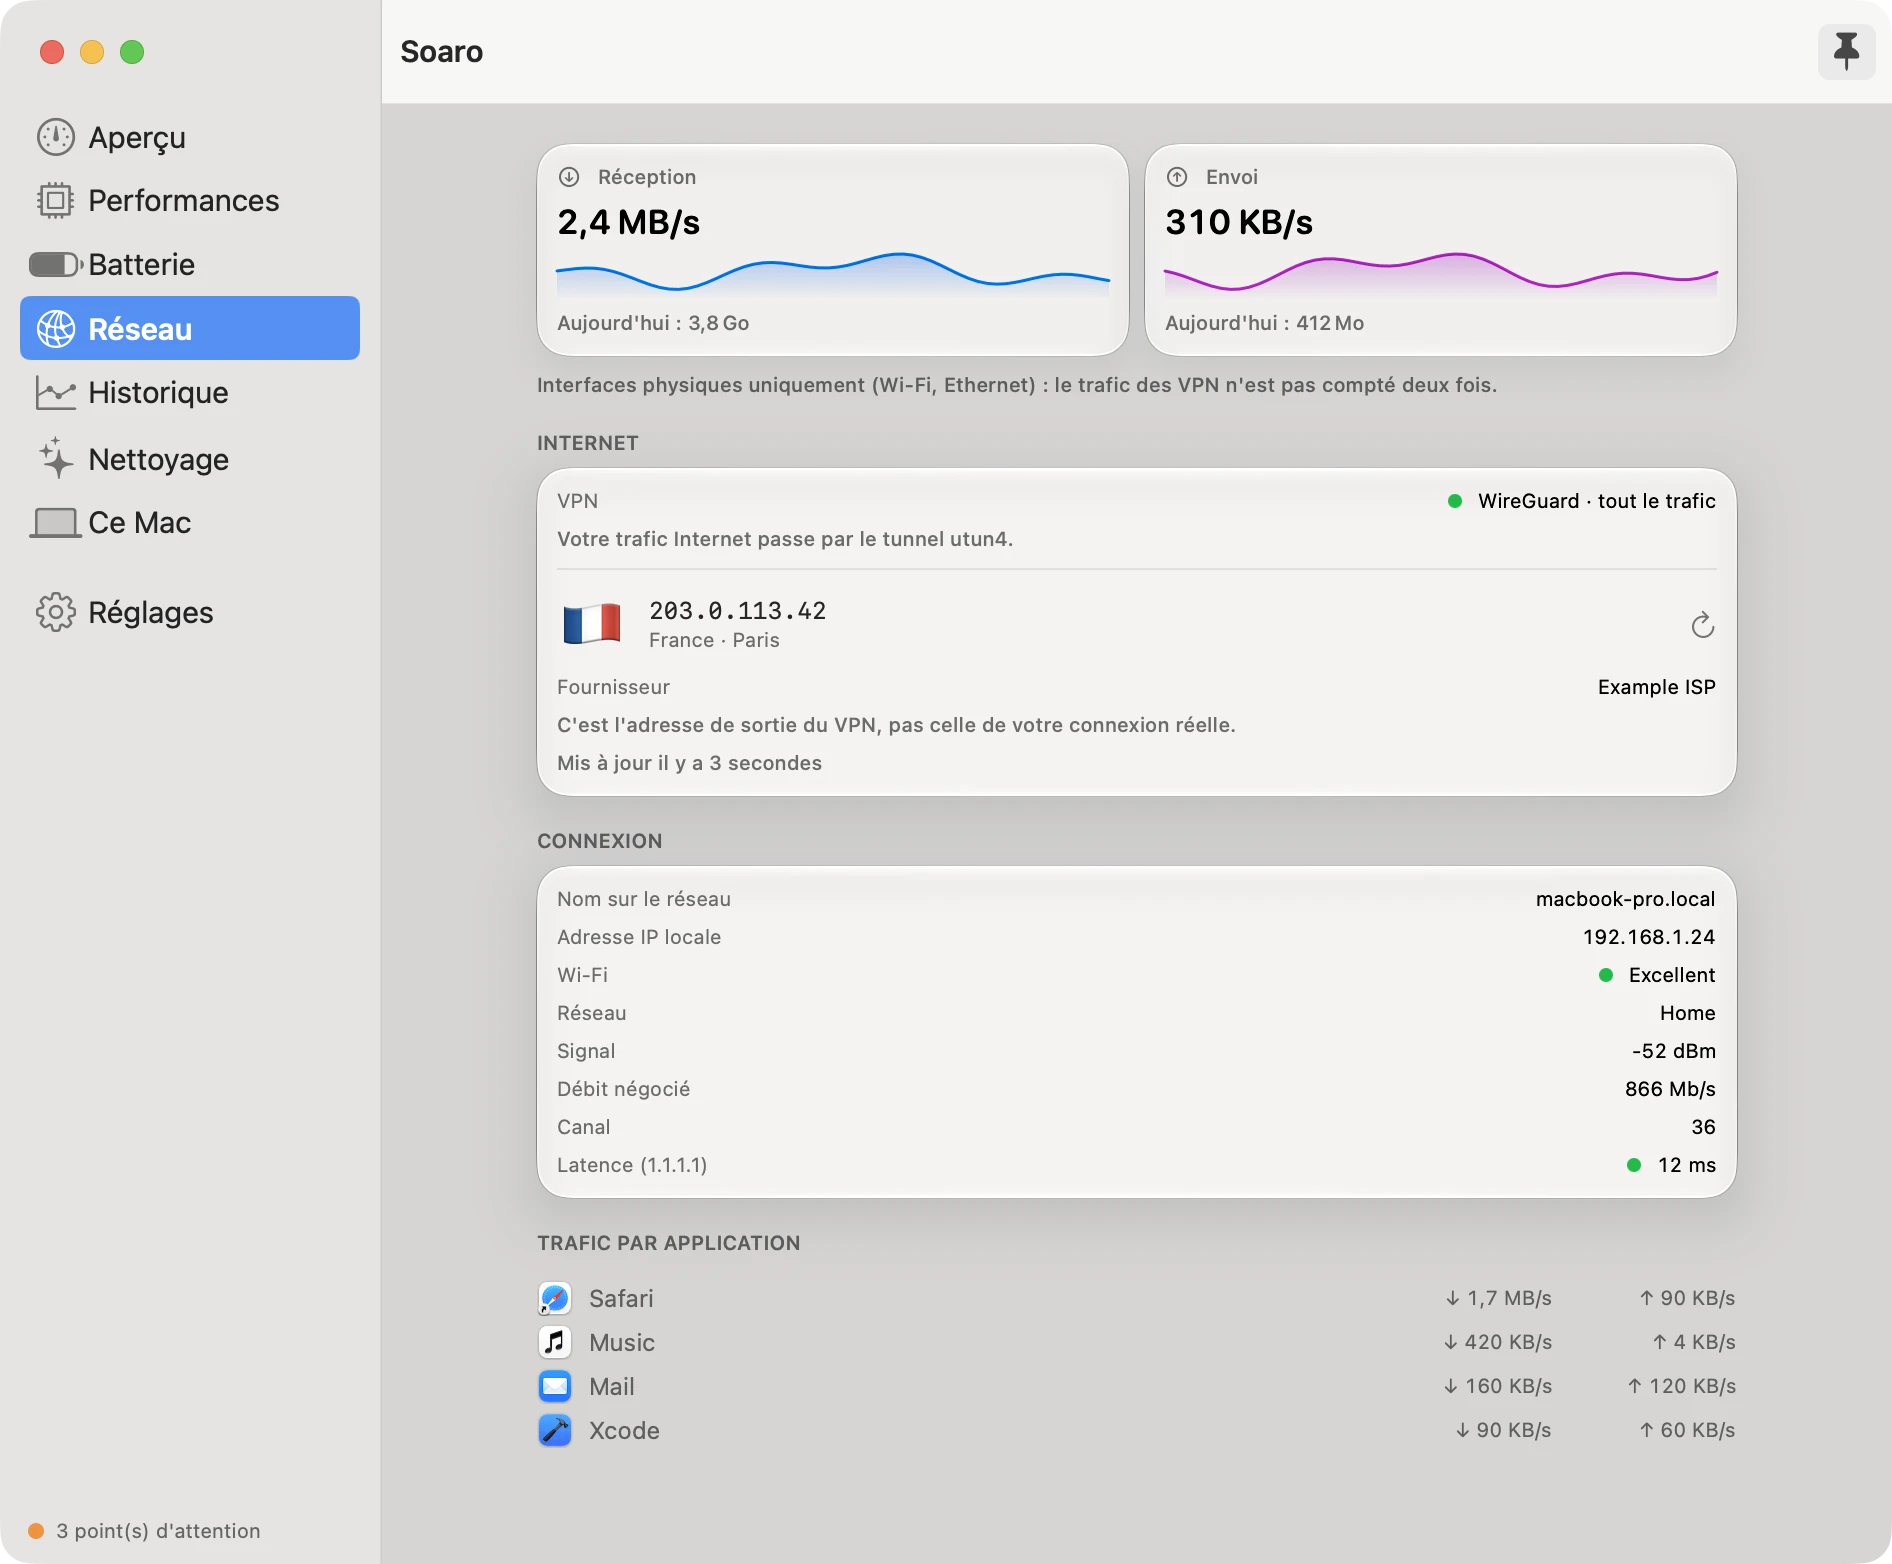 Soaro
Aperçu
Performances
Batterie
Réseau
Historique
Nettoyage
Ce Mac
Réglages
3 point(s) d'attention
Réception
2,4 MB/s
Aujourd'hui : 3,8 Go
Envoi
310 KB/s
Aujourd'hui : 412 Mo
Interfaces physiques uniquement (Wi-Fi, Ethernet) : le trafic des VPN n'est pas compté deux fois.
INTERNET
VPN WireGuard · tout le trafic
Votre trafic Internet passe par le tunnel utun4.
203.0.113.42
France · Paris
Fournisseur Example ISP
C'est l'adresse de sortie du VPN, pas celle de votre connexion réelle.
Mis à jour il y a 3 secondes
CONNEXION
Nom sur le réseau macbook-pro.local
Adresse IP locale 192.168.1.24
Wi-Fi Excellent
Réseau Home
Signal -52 dBm
Débit négocié 866 Mb/s
Canal 36
Latence (1.1.1.1) 12 ms
TRAFIC PAR APPLICATION
Safari ↓ 1,7 MB/s ↑ 90 KB/s
Music ↓ 420 KB/s ↑ 4 KB/s
Mail ↓ 160 KB/s ↑ 120 KB/s
Xcode ↓ 90 KB/s ↑ 60 KB/s